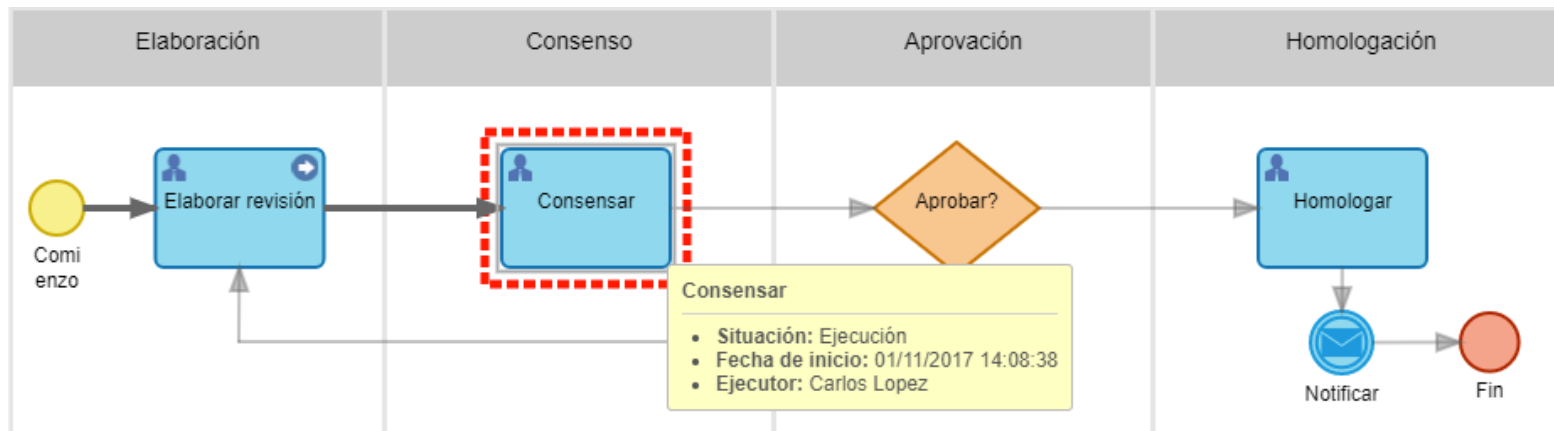 Elaboración
Consenso
Aprovación
Homologación
Elaborar revisión
Consensar
Aprobar?
Homologar
Comi
enzo
Consensar
Situación: Ejecución
Fecha de inicio: 01/11/2017 14:08:38
Ejecutor: Carlos Lopez
Notificar
Fin